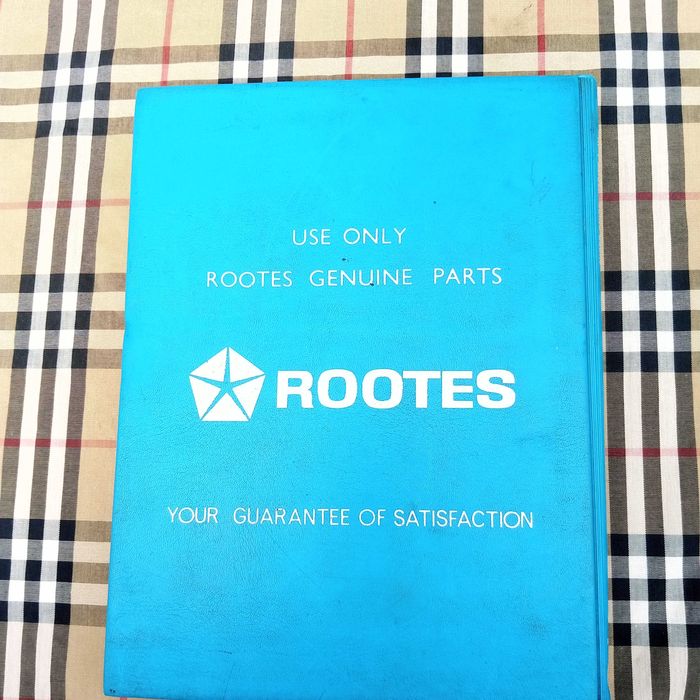 USE ONLY
ROOTES GENUINE PARTS
ROOTES
YOUR GUARANTEE OF SATISFACTION